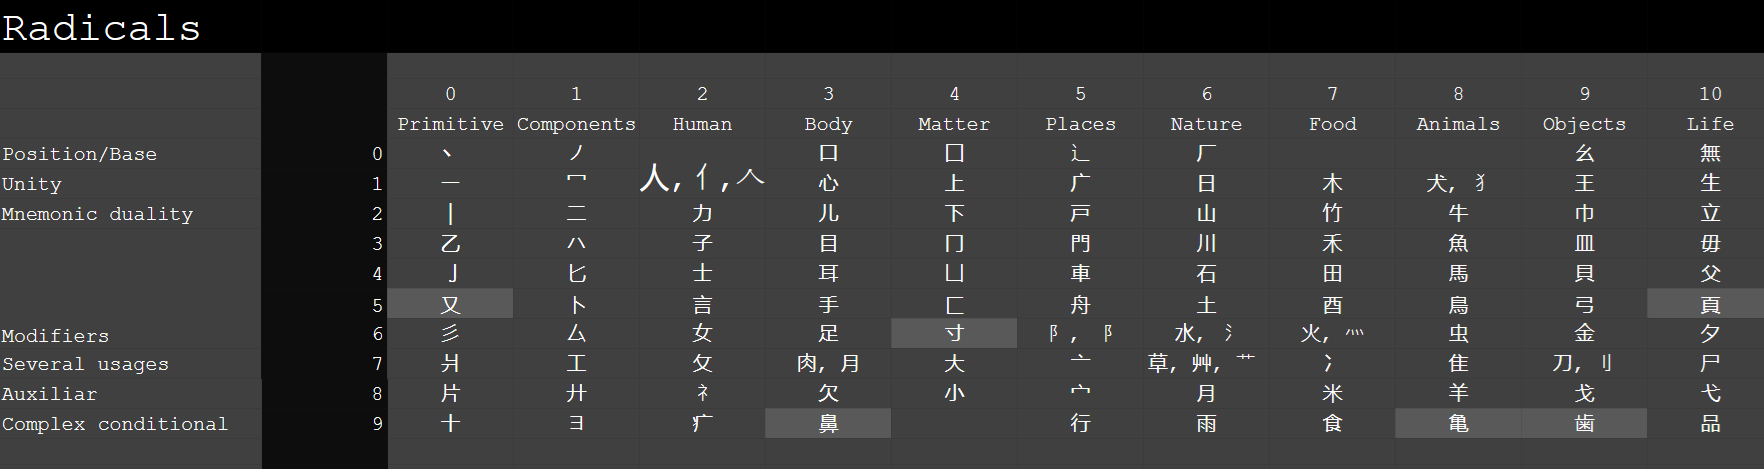 Radicals
0 1 2 3 4 5 6 7 8 9 10
Primitive Components Human Body Matter Places Nature Food Animals Objects Life
Position/Base 0 丶 ノ 口 囗 辶 厂 幺 無
Unity 1 一 冖 人, 亻, 𠆢 心 上 广 日 木 犬, 犭 王 生
Mnemonic duality 2 丨 二 力 儿 下 戸 山 竹 牛 巾 立
3 乙 ハ 子 目 冂 門 川 禾 魚 皿 毋
4 亅 匕 士 耳 凵 車 石 田 馬 貝 父
5 又 卜 言 手 匚 舟 土 酉 鳥 弓 頁
Modifiers 6 彡 厶 女 足 寸 阝, 阝 水, 氵 火, 灬 虫 金 夕
Several usages 7 爿 工 攵 肉, 月 大 亠 草, 艸, 艹 冫 隹 刀, 刂 尸
Auxiliar 8 片 廾 礻 欠 小 宀 月 米 羊 戈 弋
Complex conditional 9 十 ヨ 疒 鼻 行 雨 食 亀 歯 品